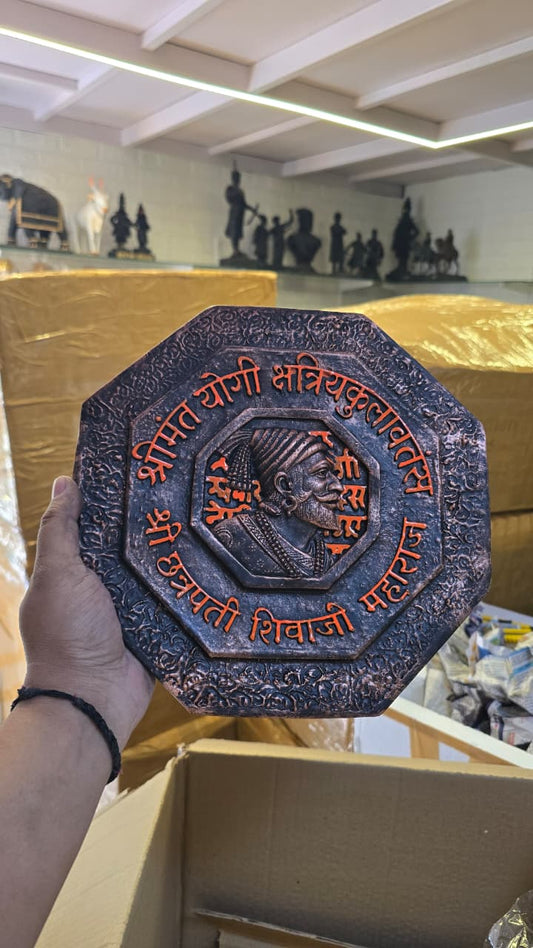 श्रीमंत योगी क्षत्रियकुलावतंस
श्री छत्रपती शिवाजी महाराज